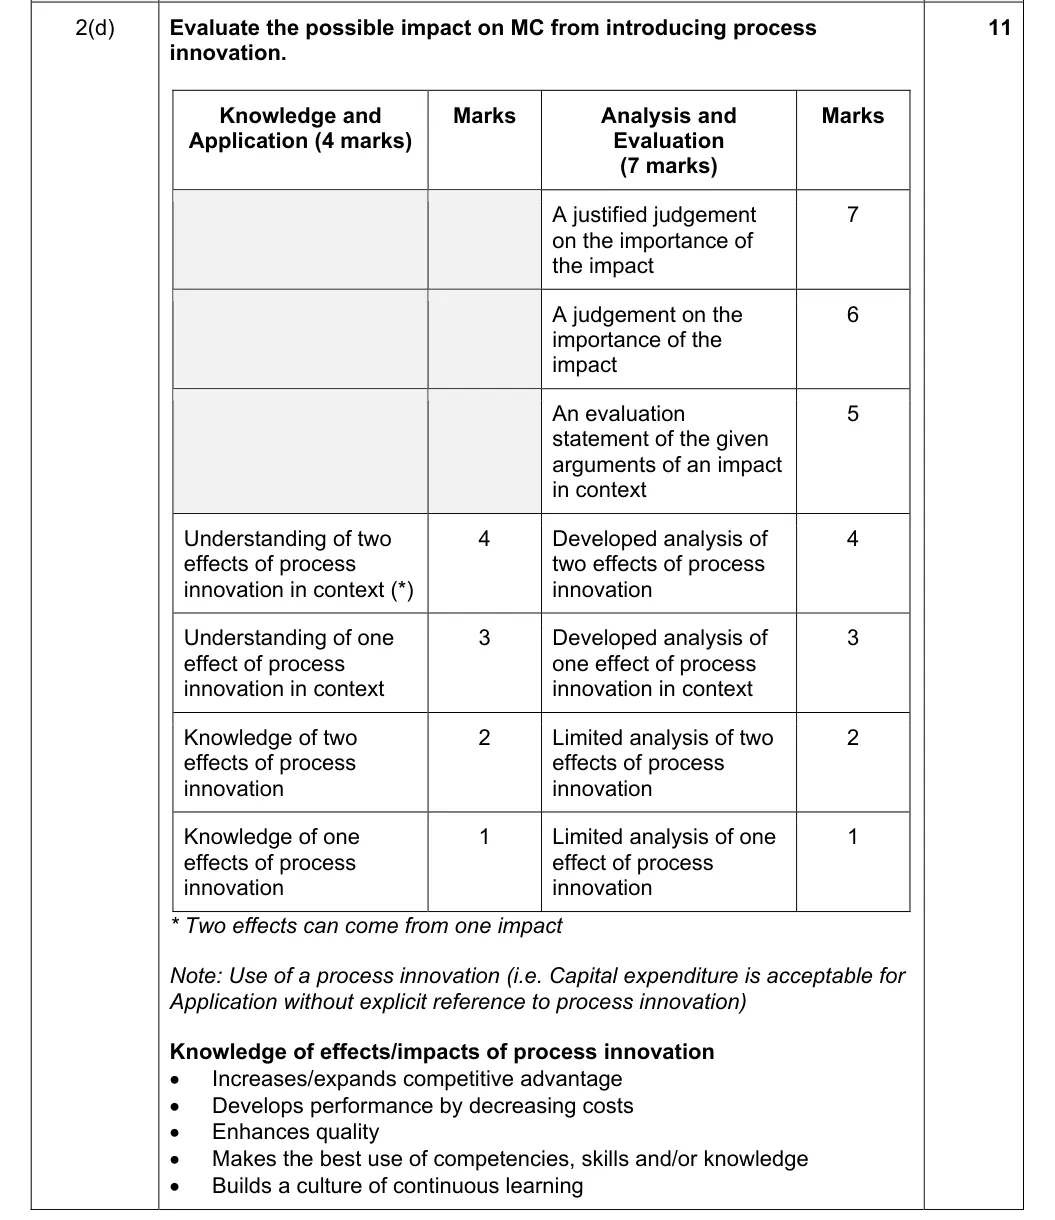 2(d)
Evaluate the possible impact on MC from introducing process
innovation.
11
Knowledge and
Application (4 marks)
Marks
Analysis and
Evaluation
(7 marks)
Marks
A justified judgement
on the importance of
the impact
7
A judgement on the
importance of the
impact
6
An evaluation
statement of the given
arguments of an impact
in context
5
Understanding of two
effects of process
innovation in context (*)
4
Developed analysis of
two effects of process
innovation
4
Understanding of one
effect of process
innovation in context
3
Developed analysis of
one effect of process
innovation in context
3
Knowledge of two
effects of process
innovation
2
Limited analysis of two
effects of process
innovation
2
Knowledge of one
effects of process
innovation
1
Limited analysis of one
effect of process
innovation
1
* Two effects can come from one impact
Note: Use of a process innovation (i.e. Capital expenditure is acceptable for
Application without explicit reference to process innovation)
Knowledge of effects/impacts of process innovation
• Increases/expands competitive advantage
• Develops performance by decreasing costs
• Enhances quality
• Makes the best use of competencies, skills and/or knowledge
• Builds a culture of continuous learning